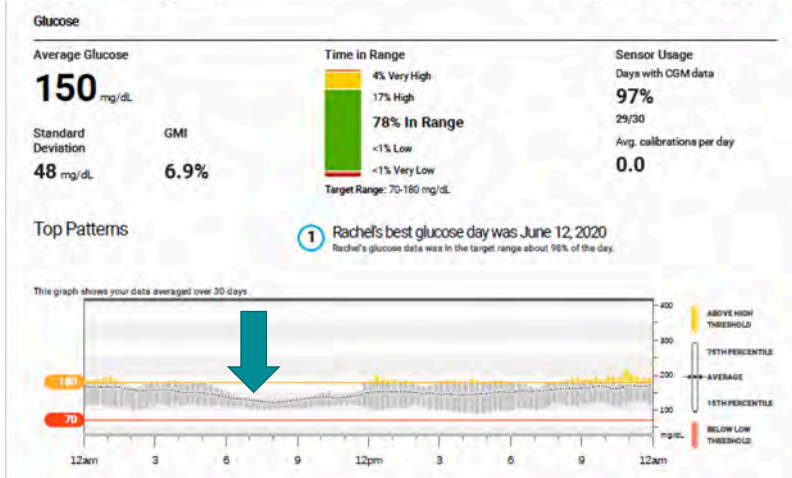 Glucose
Average Glucose
150 mg/dL
Standard Deviation
48 mg/dL
GMI
6.9%
Time in Range
4% Very High
17% High
78% In Range
<1% Low
<1% Very Low
Target Range: 70-180 mg/dL
Sensor Usage
Days with CGM data
97%
29/30
Avg. calibrations per day
0.0
Top Patterns
1
Rachel's best glucose day was June 12, 2020
Rachel's glucose data was in the target range about 98% of the day.
This graph shows your data averaged over 30 days
400
300
200
100
mg/dL
180
70
12am 3 6 9 12pm 3 6 9 12am
ABOVE HIGH
THRESHOLD
75TH PERCENTILE
AVERAGE
15TH PERCENTILE
BELOW LOW
THRESHOLD